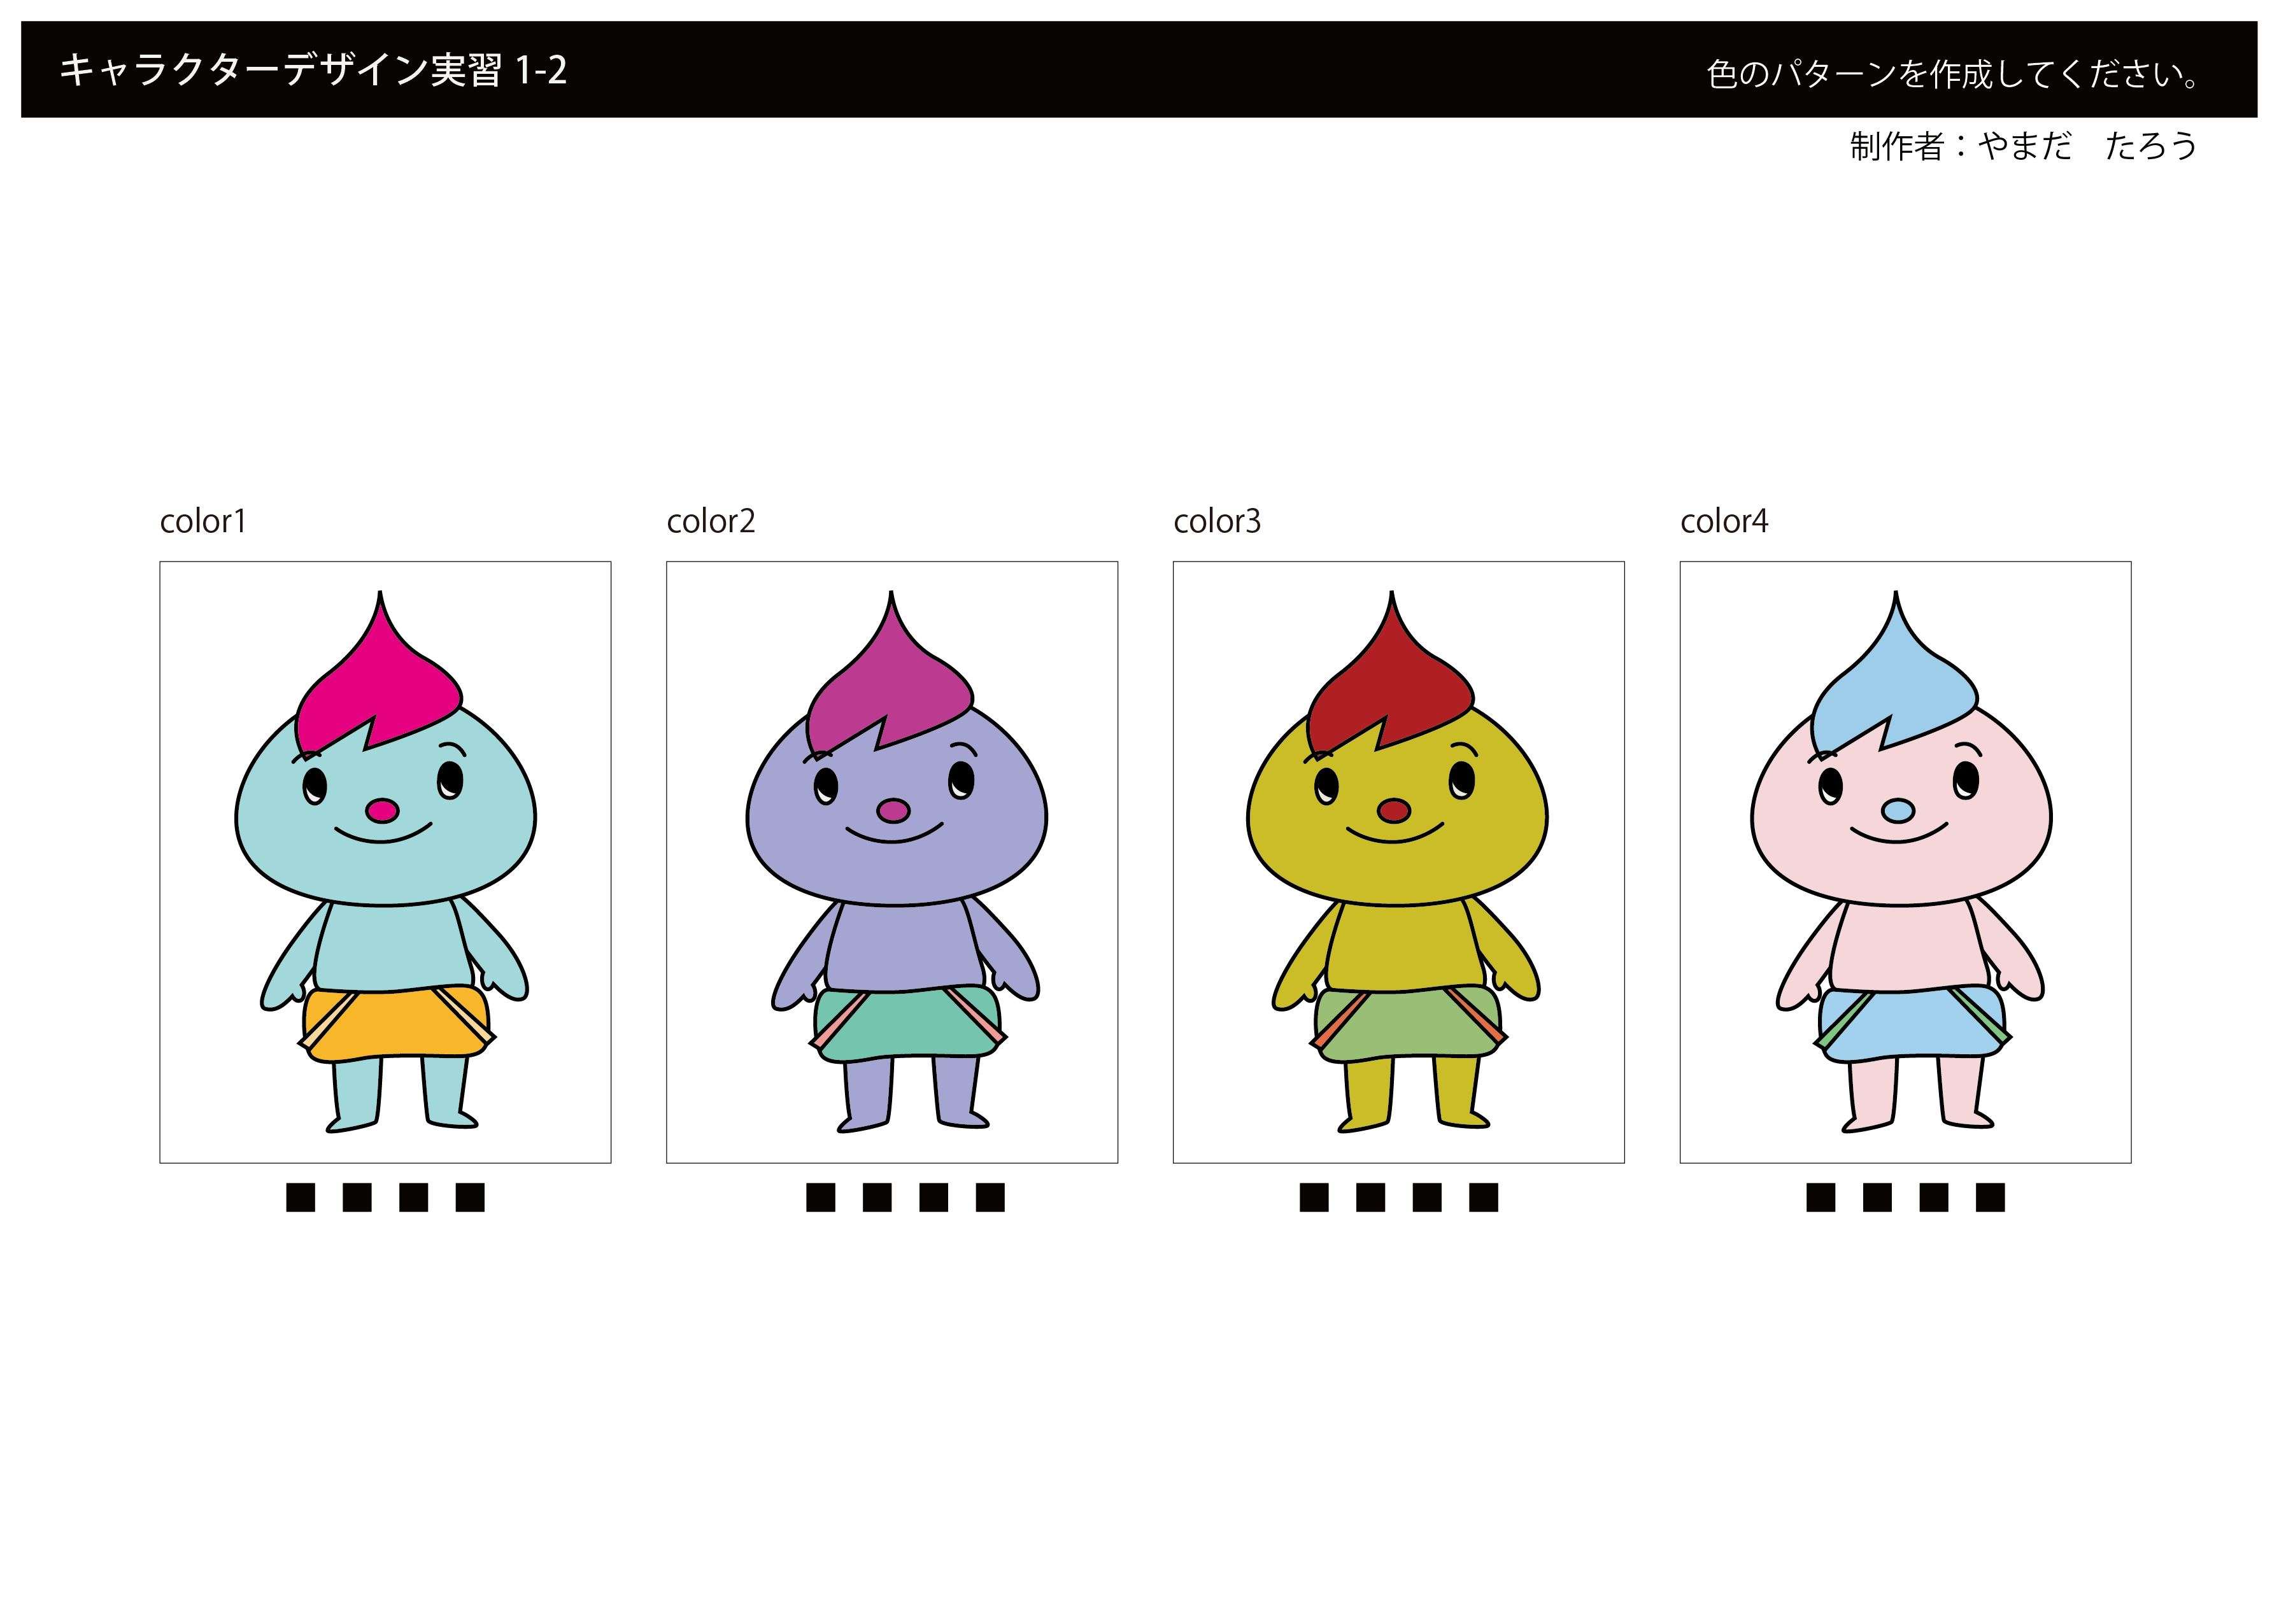 キャラクターデザイン実習 1-2
色のパターンを作成してください。
制作者：やまだ　たろう
color1
color2
color3
color4